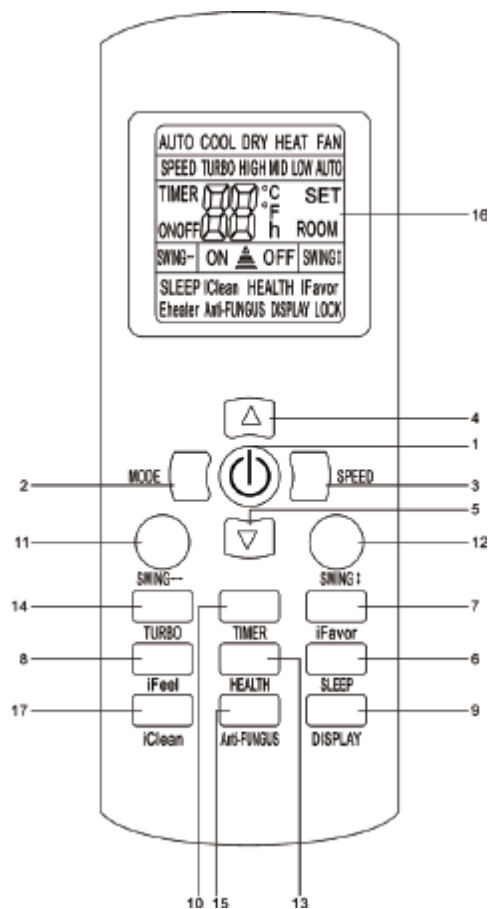 AUTO COOL DRY HEAT FAN
SPEED TURBO HIGH MID LOW AUTO
TIMER 88 °C SET
°F
ONOFF h ROOM
SWING↔ ON OFF SWING↕
SLEEP iClean HEALTH iFavor
Eheater Anti-FUNGUS DISPLAY LOCK
16
4
1
MODE SPEED
2 3
5
11 12
SWING↔ SWING↕
14 7
TURBO TIMER iFavor
8 6
iFeel HEALTH SLEEP
17 9
iClean Anti-FUNGUS DISPLAY
10 15 13